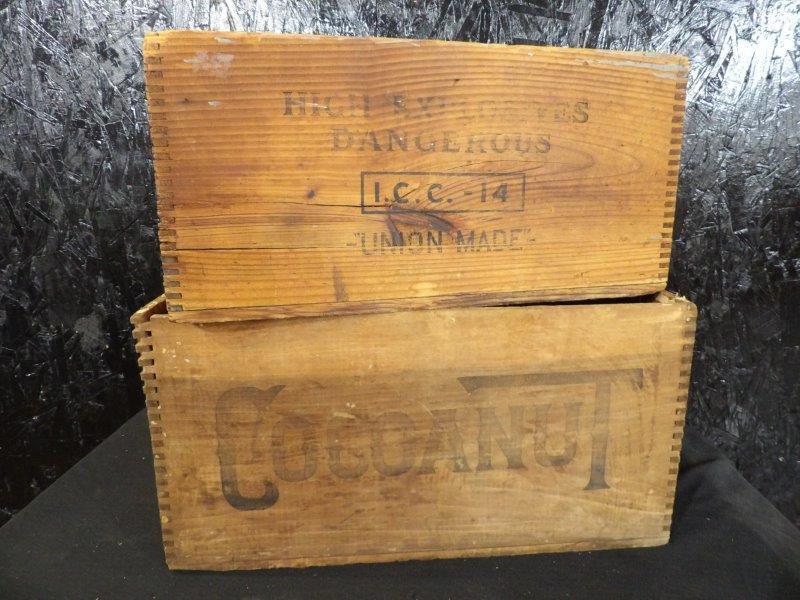 HIGH EXPLOSIVES
DANGEROUS
I.C.C. -14
-"UNION MADE"-
COCOANUT